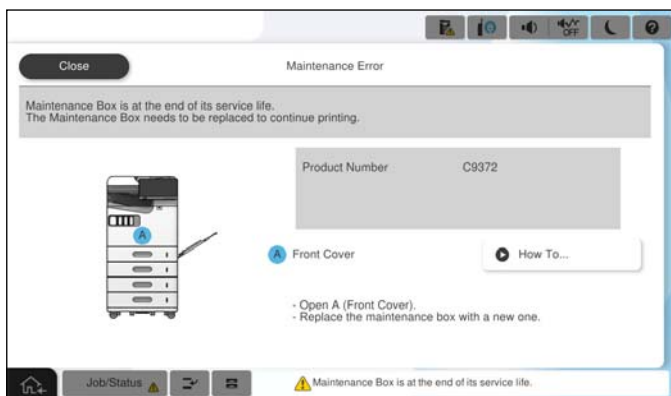 OFF
Close
Maintenance Error
Maintenance Box is at the end of its service life.
The Maintenance Box needs to be replaced to continue printing.
Product Number C9372
A
A Front Cover
How To...
- Open A (Front Cover).
- Replace the maintenance box with a new one.
Job/Status
Maintenance Box is at the end of its service life.